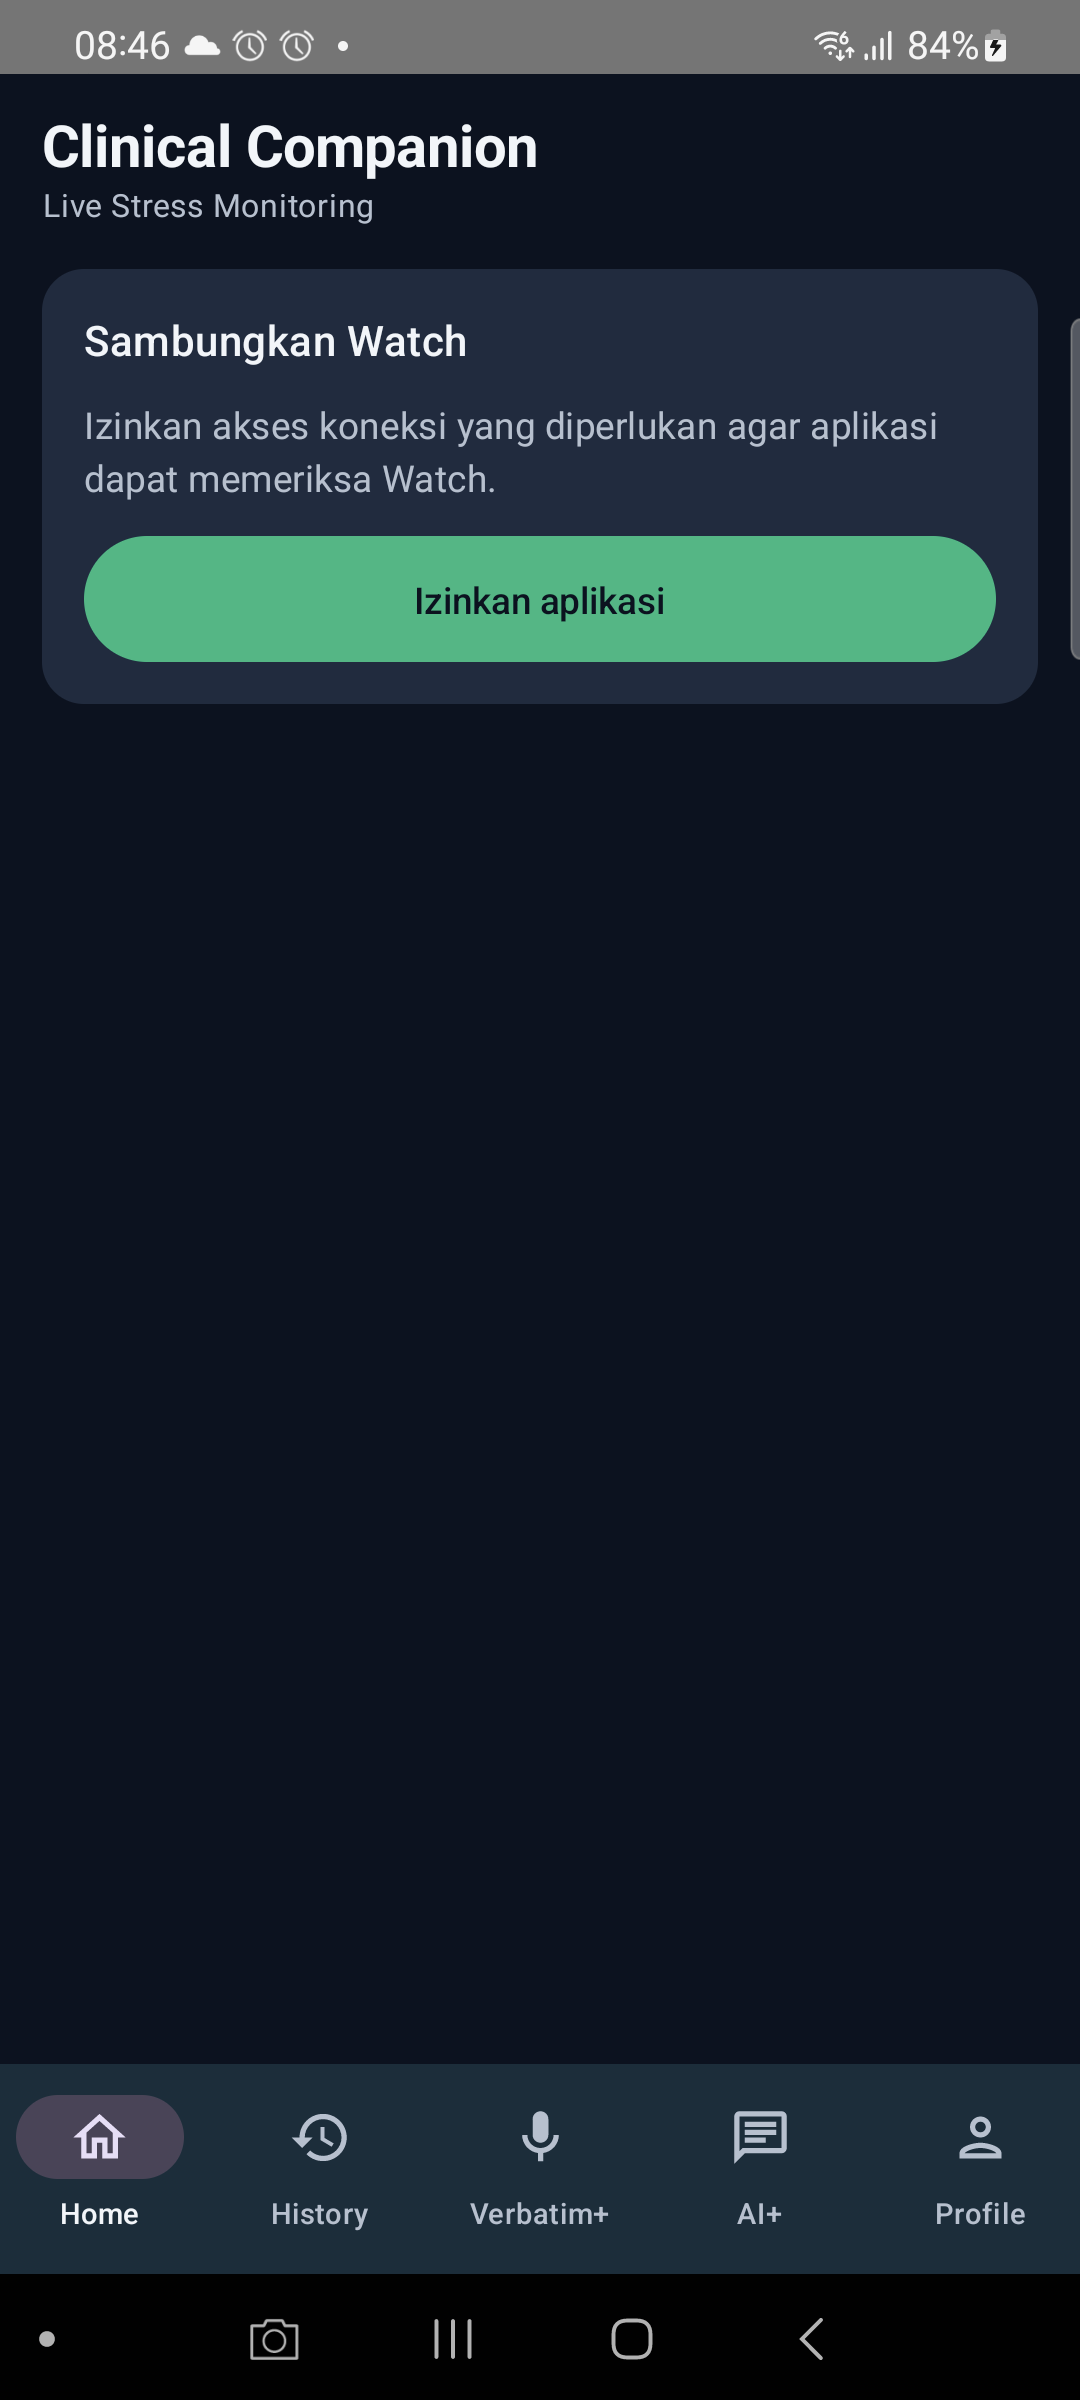 08:46
84%
Clinical Companion
Live Stress Monitoring
Sambungkan Watch
Izinkan akses koneksi yang diperlukan agar aplikasi
dapat memeriksa Watch.
Izinkan aplikasi
Home History Verbatim+ AI+ Profile